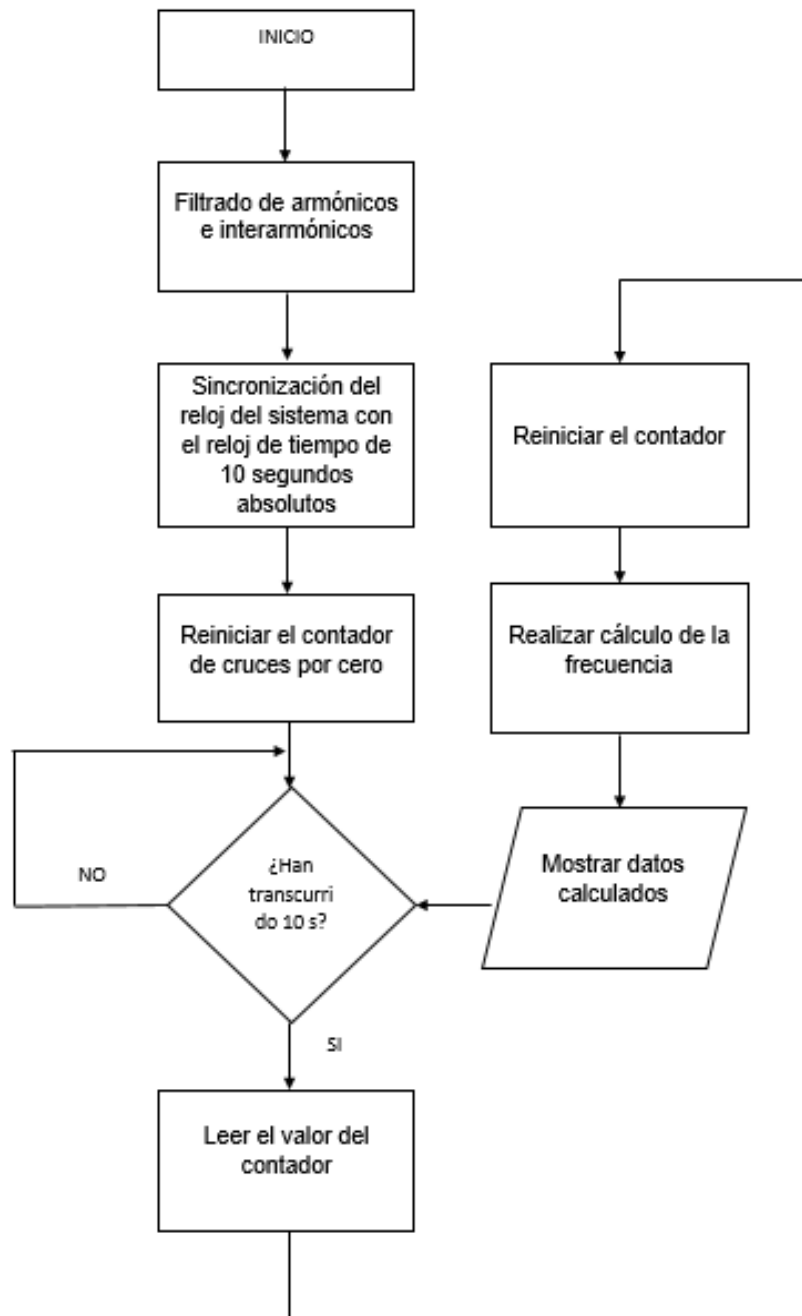 INICIO
Filtrado de armónicos
e interarmónicos
Sincronización del
reloj del sistema con
el reloj de tiempo de
10 segundos
absolutos
Reiniciar el contador
de cruces por cero
¿Han
transcurri
do 10 s?
NO
SI
Leer el valor del
contador
Reiniciar el contador
Realizar cálculo de la
frecuencia
Mostrar datos
calculados